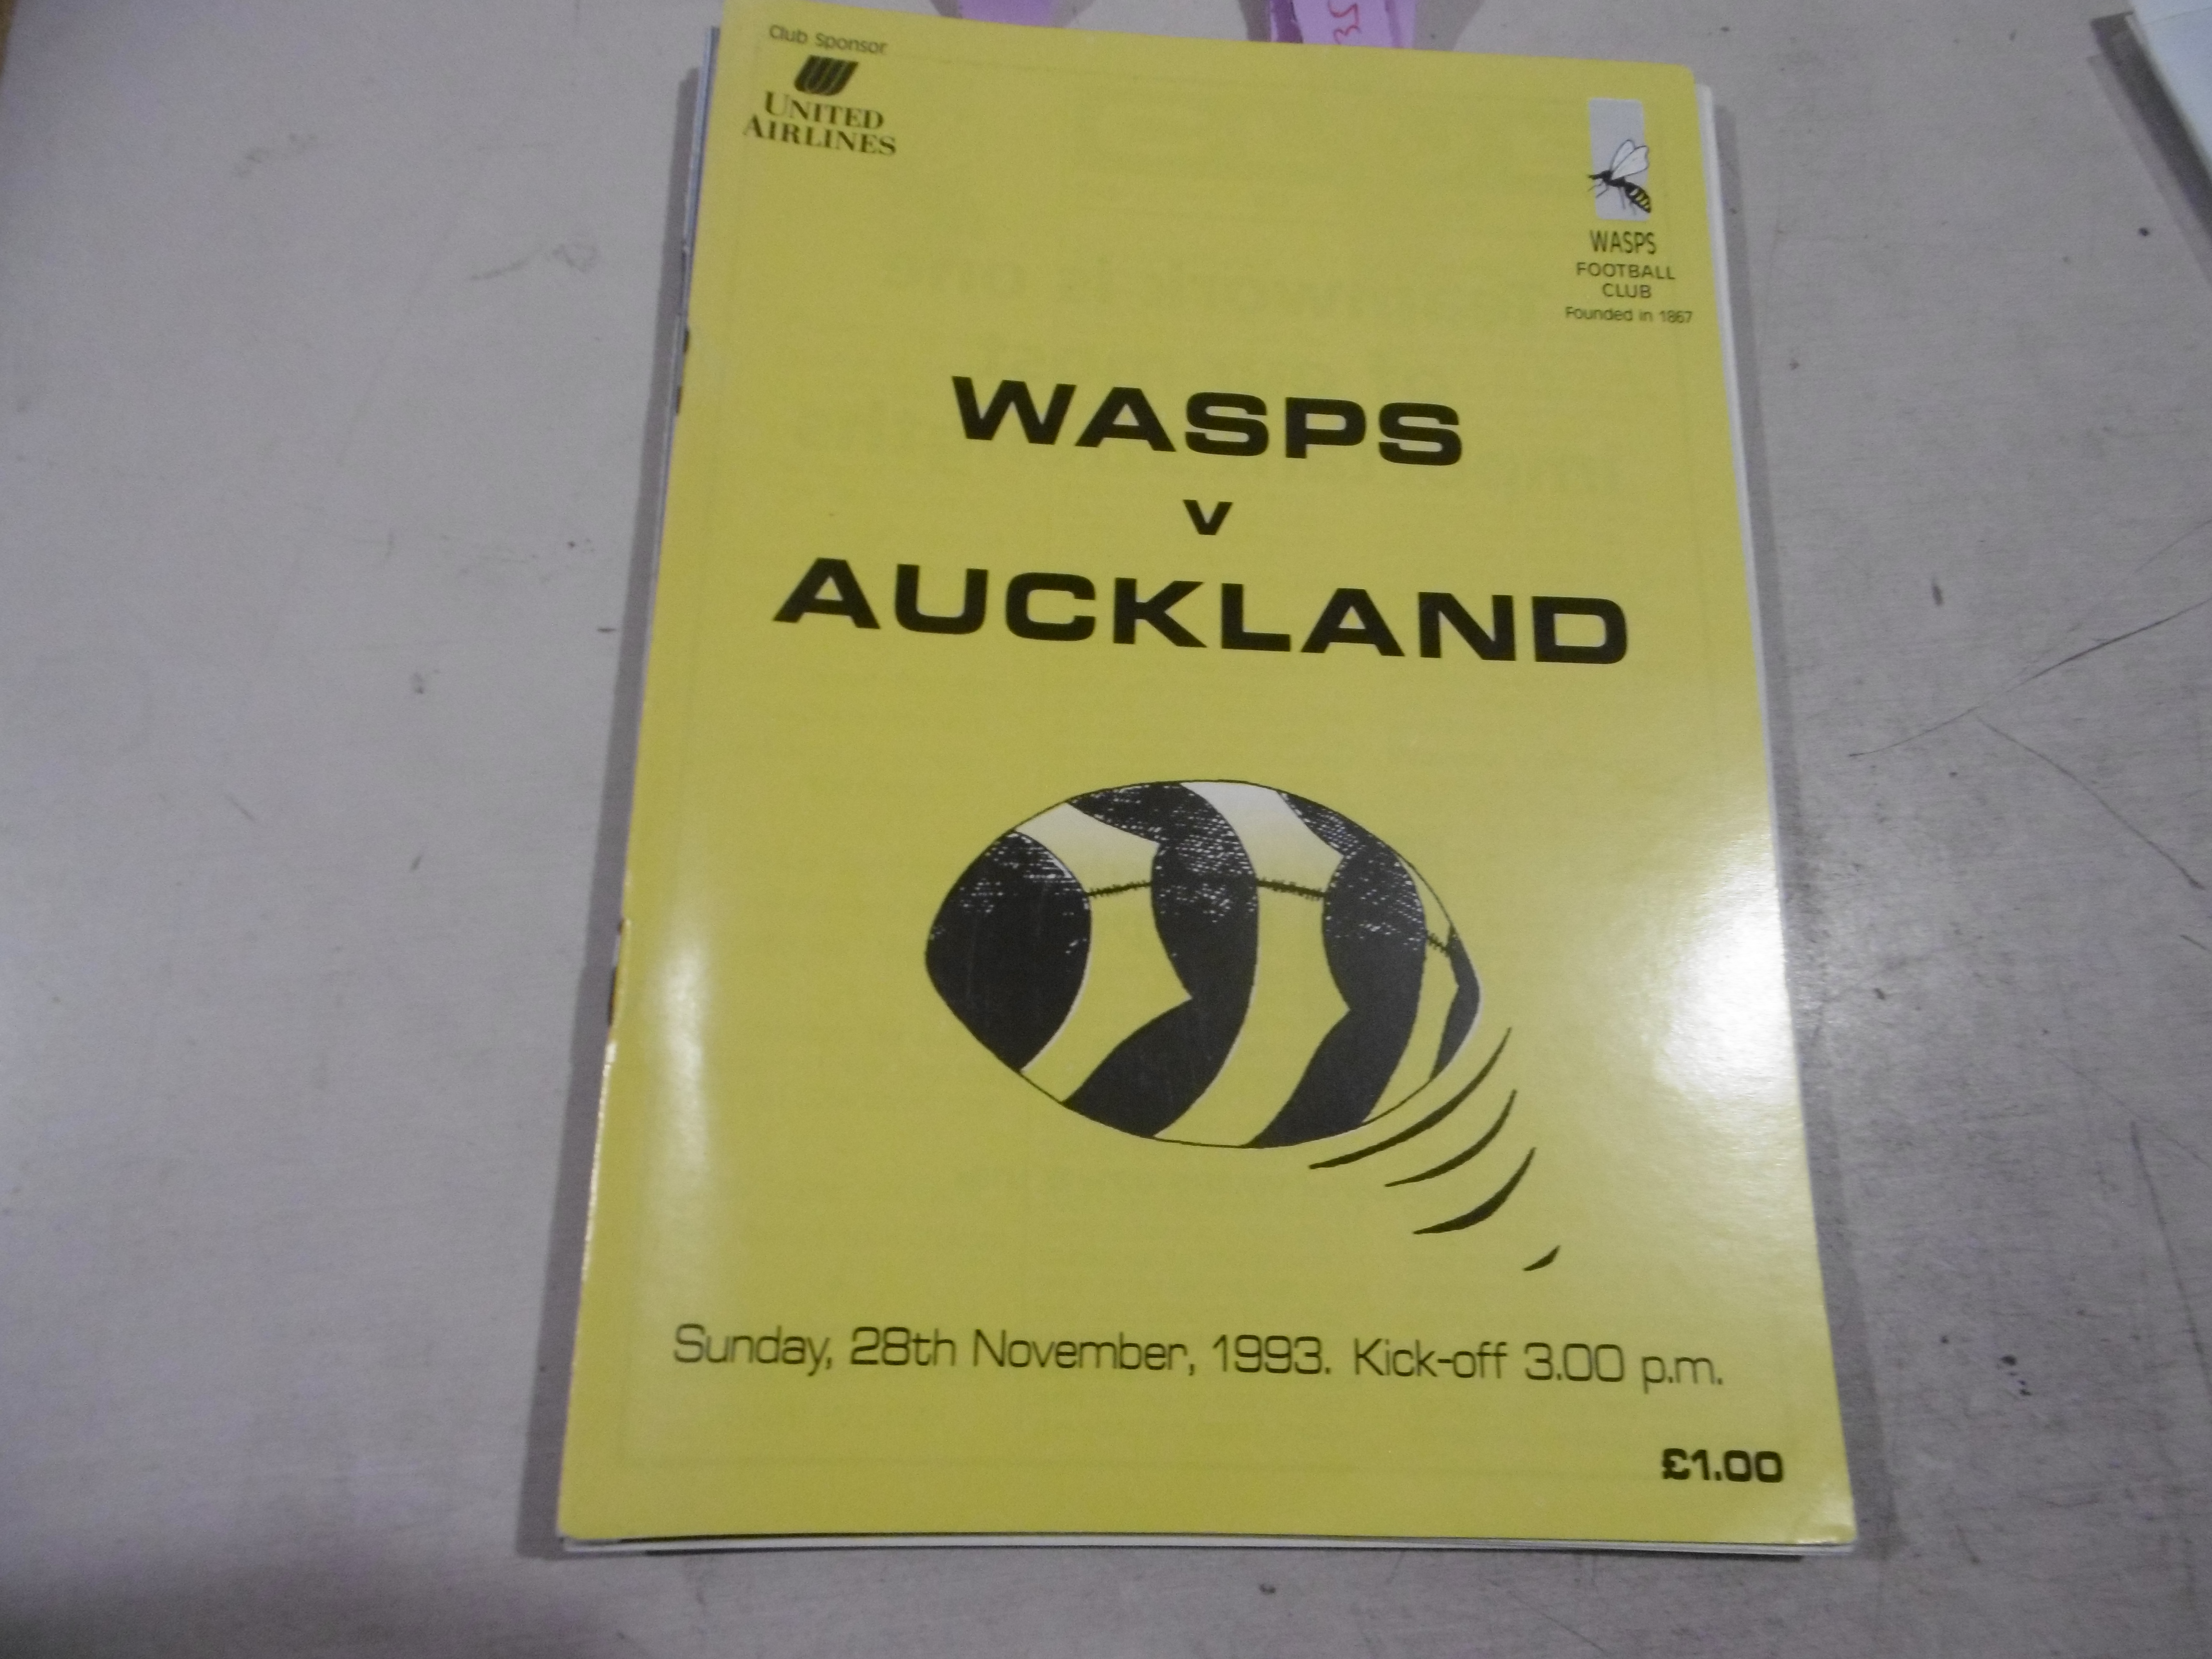 35
Club Sponsor
UNITED
AIRLINES
WASPS
FOOTBALL
CLUB
Founded in 1867
WASPS
v
AUCKLAND
Sunday, 28th November, 1993. Kick-off 3.00 p.m.
£1.00